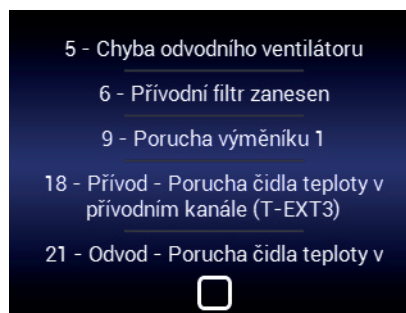 5 - Chyba odvodního ventilátoru
6 - Přívodní filtr zanesen
9 - Porucha výměníku 1
18 - Přívod - Porucha čidla teploty v
přívodním kanále (T-EXT3)
21 - Odvod - Porucha čidla teploty v